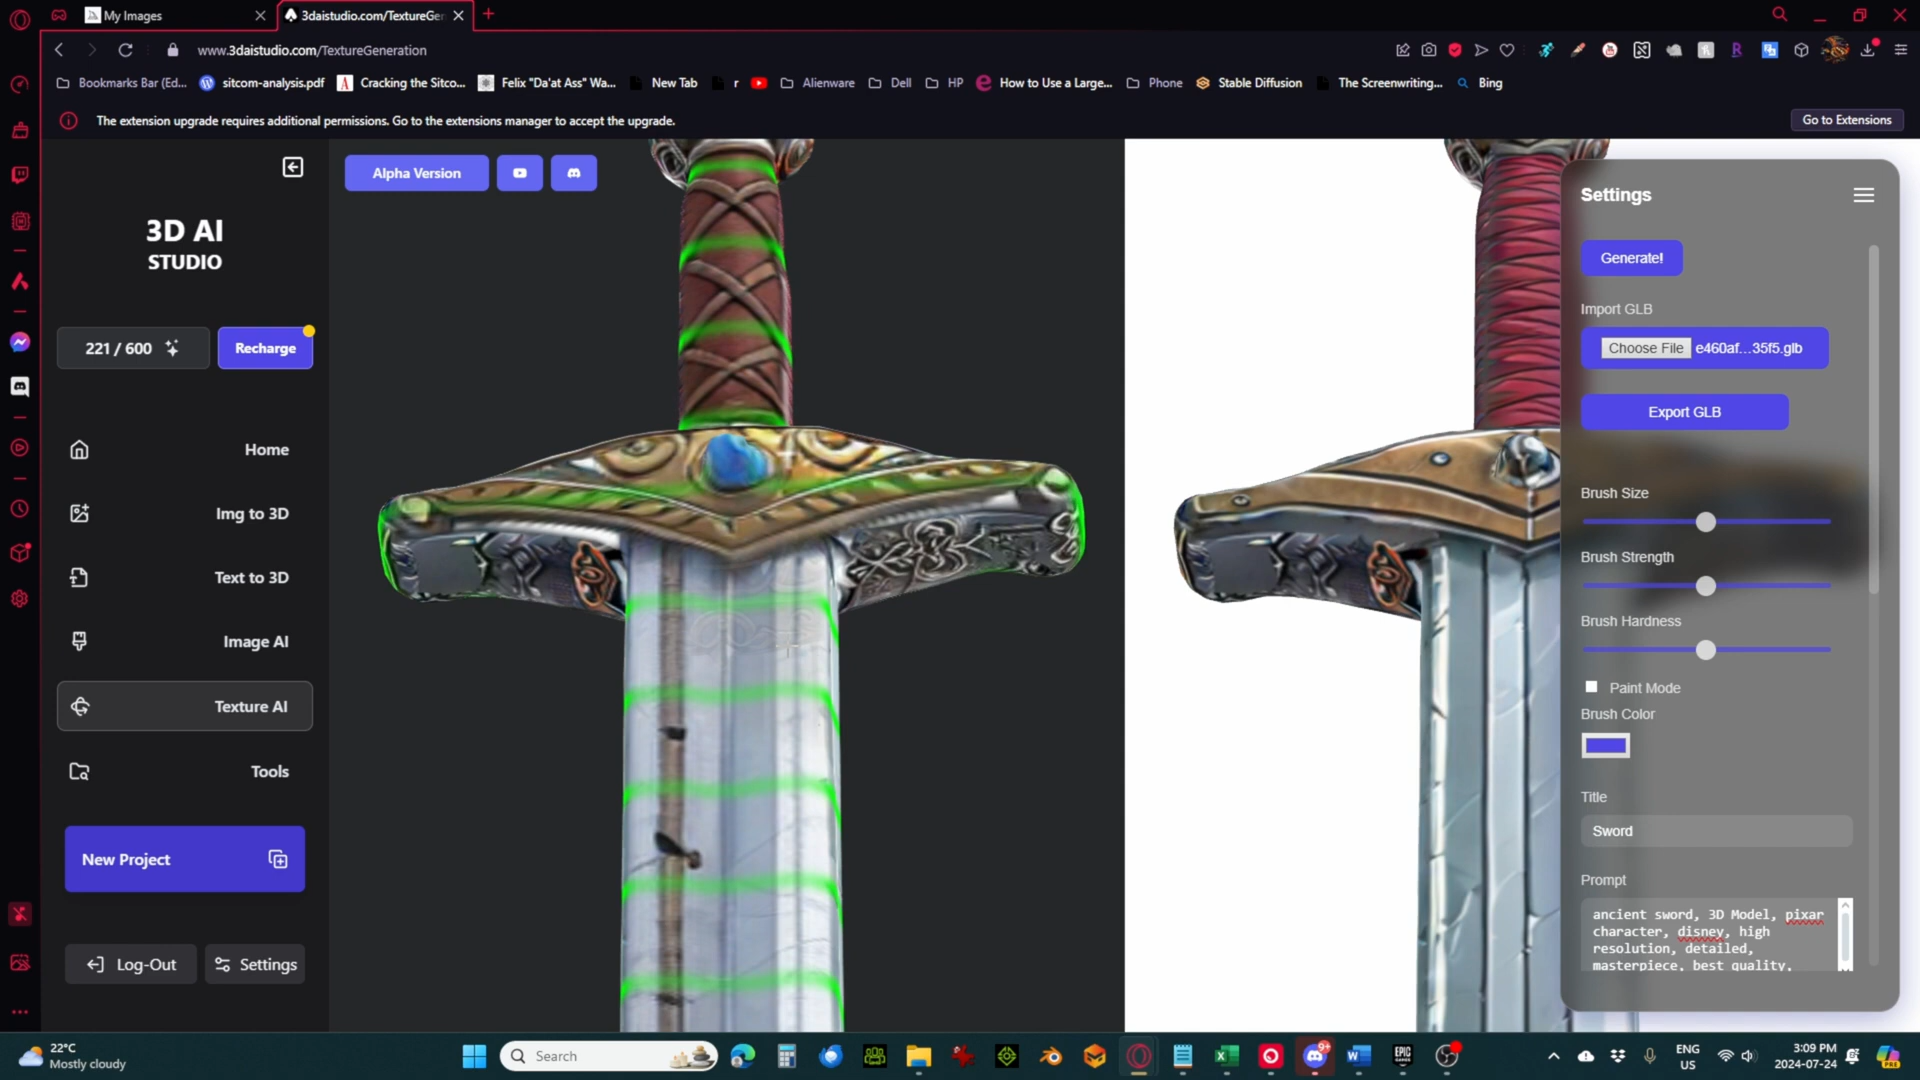 My Images
3daistudio.com/TextureGer
www.3daistudio.com/TextureGeneration
Bookmarks Bar (Ed...
sitcom-analysis.pdf
Cracking the Sitco...
Felix "Da'at Ass" Wa...
New Tab
r
Alienware
Dell
HP
How to Use a Large...
Phone
Stable Diffusion
The Screenwriting...
Bing
The extension upgrade requires additional permissions. Go to the extensions manager to accept the upgrade.
Go to Extensions
Alpha Version
3D AI
STUDIO
221 / 600
Recharge
Home
Img to 3D
Text to 3D
Image AI
Texture AI
Tools
New Project
Log-Out
Settings
Settings
Generate!
Import GLB
Choose File e460af...35f5.glb
Export GLB
Brush Size
Brush Strength
Brush Hardness
Paint Mode
Brush Color
Title
Sword
Prompt
ancient sword, 3D Model, pixar
character, disney, high
resolution, detailed,
masterpiece, best quality,
22°C
Mostly cloudy
Search
9+
EPIC
ENG
US
3:09 PM
2024-07-24
PRE